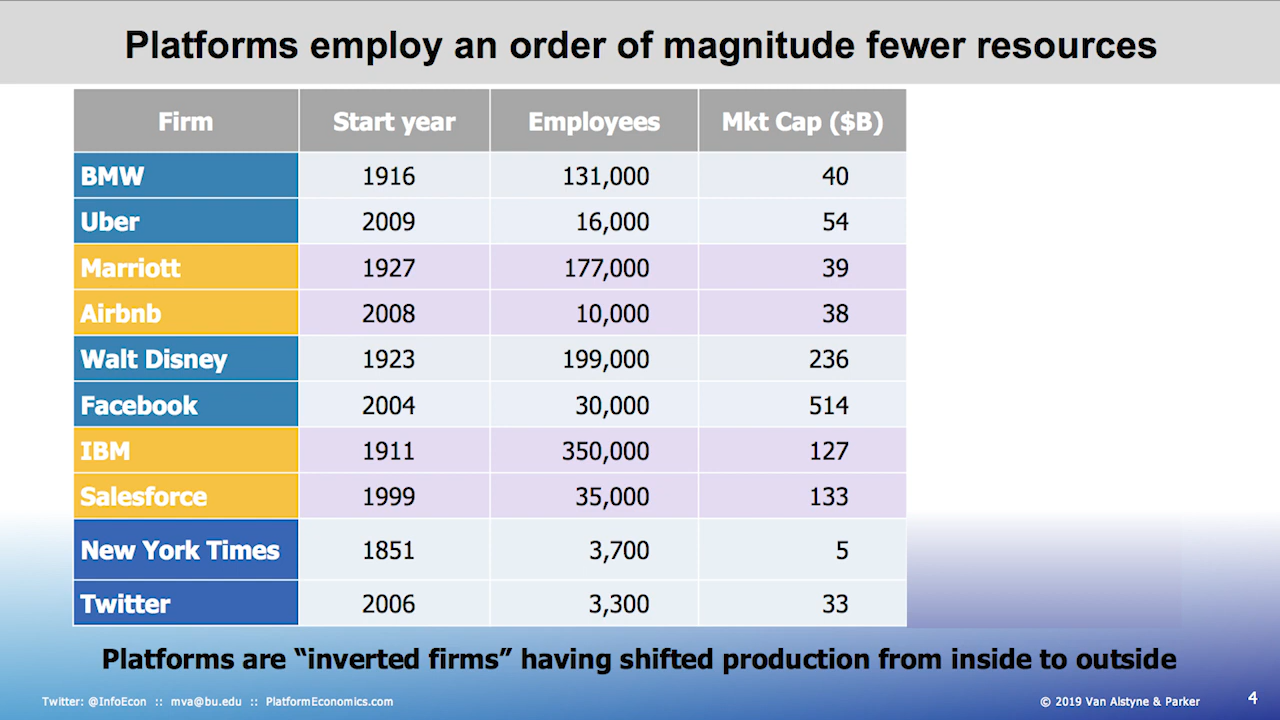 Platforms employ an order of magnitude fewer resources
Firm Start year Employees Mkt Cap ($B)
BMW 1916 131,000 40
Uber 2009 16,000 54
Marriott 1927 177,000 39
Airbnb 2008 10,000 38
Walt Disney 1923 199,000 236
Facebook 2004 30,000 514
IBM 1911 350,000 127
Salesforce 1999 35,000 133
New York Times 1851 3,700 5
Twitter 2006 3,300 33
Platforms are “inverted firms” having shifted production from inside to outside
Twitter: @InfoEcon :: mva@bu.edu :: PlatformEconomics.com © 2019 Van Alstyne & Parker 4